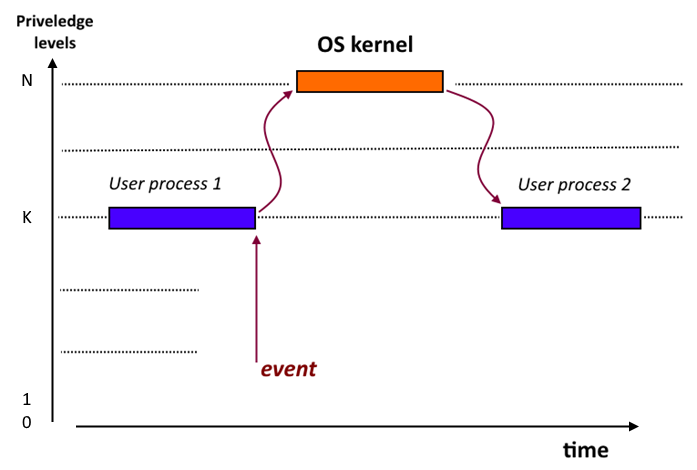 Priveledge
levels
OS kernel
N
User process 1
User process 2
K
event
1
0
time